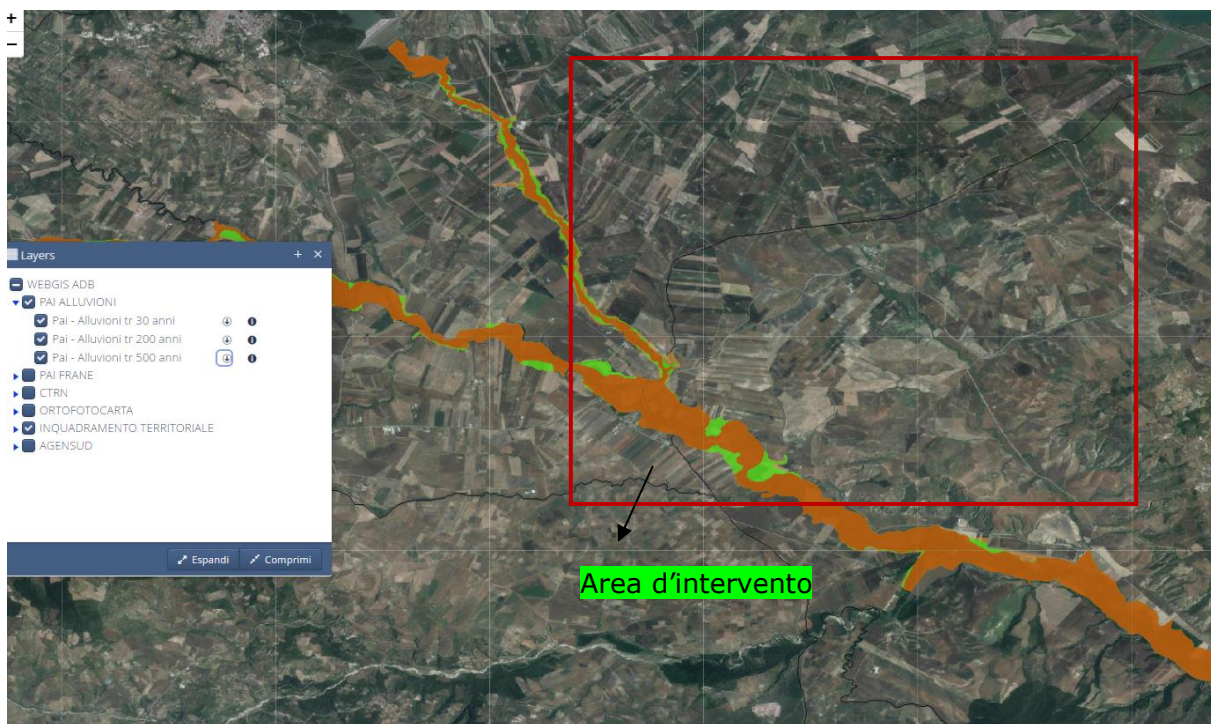 +
−
Layers
+ ×
WEBGIS ADB
PAI ALLUVIONI
Pai - Alluvioni tr 30 anni
Pai - Alluvioni tr 200 anni
Pai - Alluvioni tr 500 anni
PAI FRANE
CTRN
ORTOFOTOCARTA
INQUADRAMENTO TERRITORIALE
AGENSUD
Espandi
Comprimi
Area d’intervento